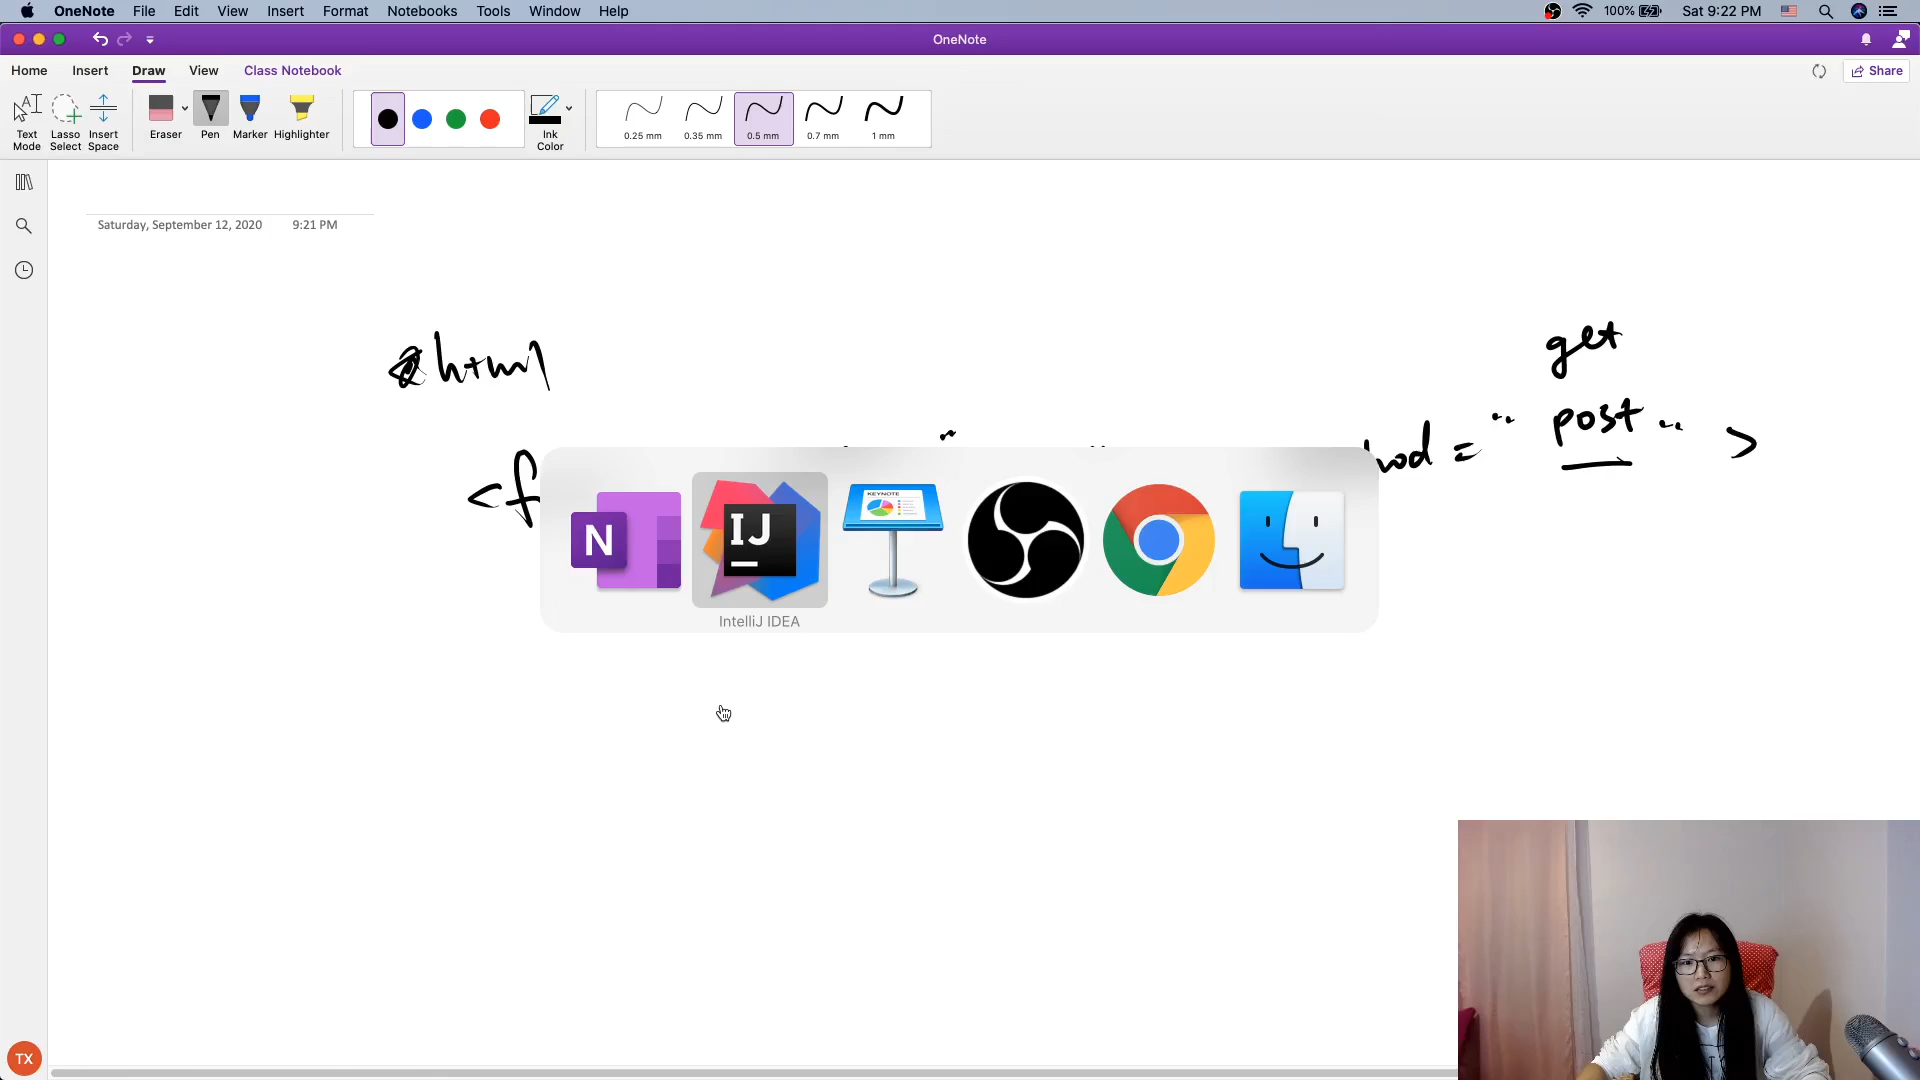 OneNote File Edit View Insert Format Notebooks Tools Window Help 100% Sat 9:22 PM
OneNote
Home Insert Draw View Class Notebook Share
Text Mode
Lasso Select
Insert Space
Eraser
Pen
Marker
Highlighter
Ink Color
0.25 mm
0.35 mm
0.5 mm
0.7 mm
1 mm
Saturday, September 12, 2020 9:21 PM
get
html
post
<f
hod = " " >
N
IJ
KEYNOTE
IntelliJ IDEA
TX